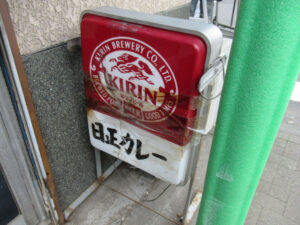 KIRIN BREWERY CO., LTD.
KIRIN
日正カレー